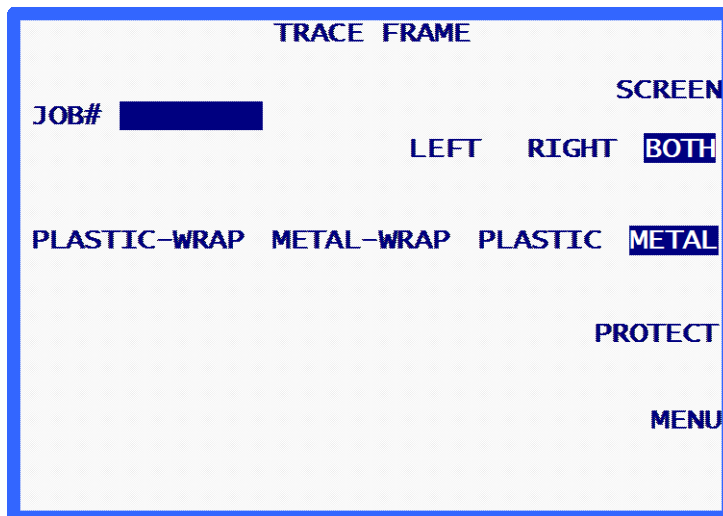 TRACE FRAME
SCREEN
JOB#
LEFT RIGHT BOTH
PLASTIC-WRAP METAL-WRAP PLASTIC METAL
PROTECT
MENU